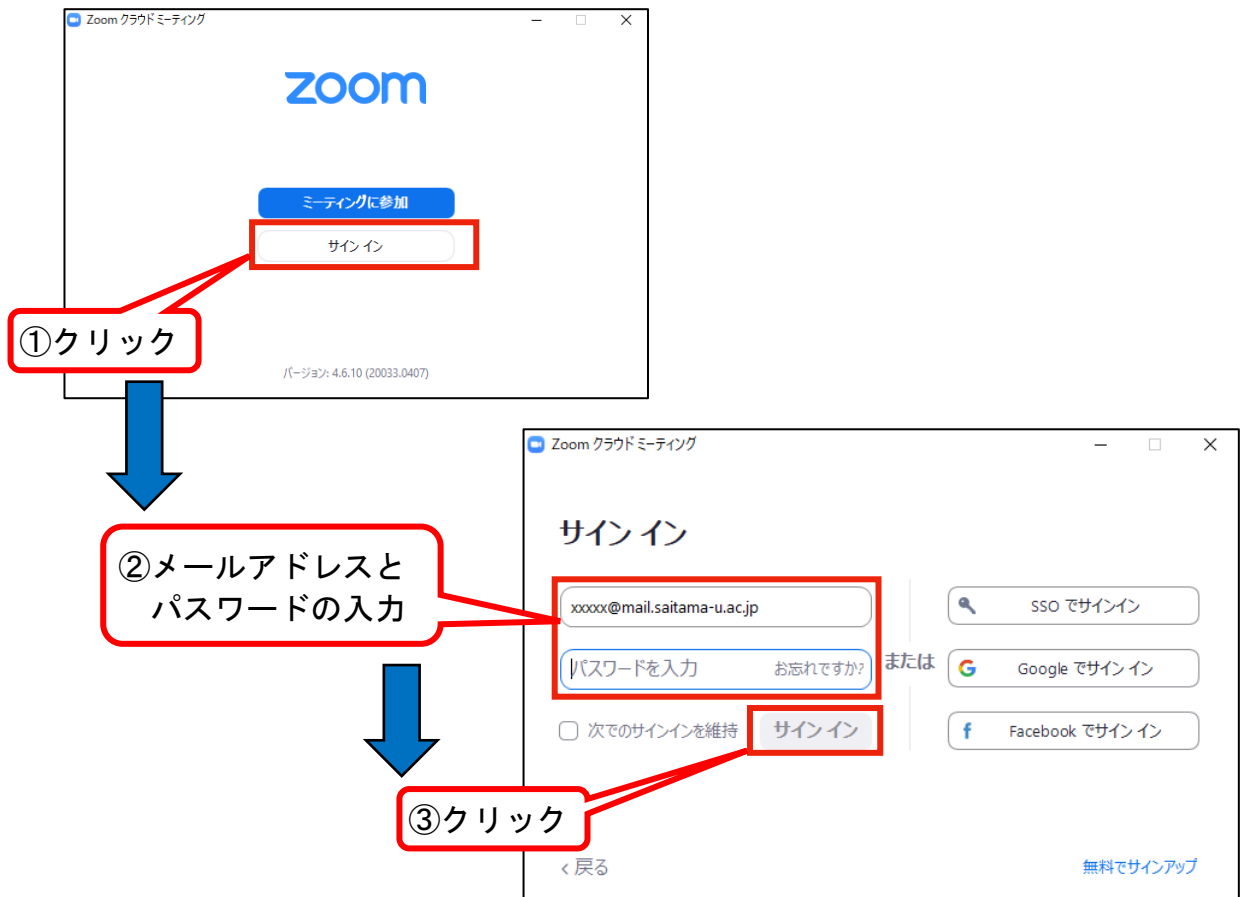 Zoom クラウド ミーティング
zoom
ミーティングに参加
サイン イン
①クリック
バージョン: 4.6.10 (20033.0407)
Zoom クラウド ミーティング
サイン イン
②メールアドレスと
パスワードの入力
xxxxx@mail.saitama-u.ac.jp
SSO でサインイン
パスワードを入力 お忘れですか?
または
Google でサイン イン
次でのサインインを維持
サイン イン
Facebook でサイン イン
③クリック
‹ 戻る
無料でサインアップ